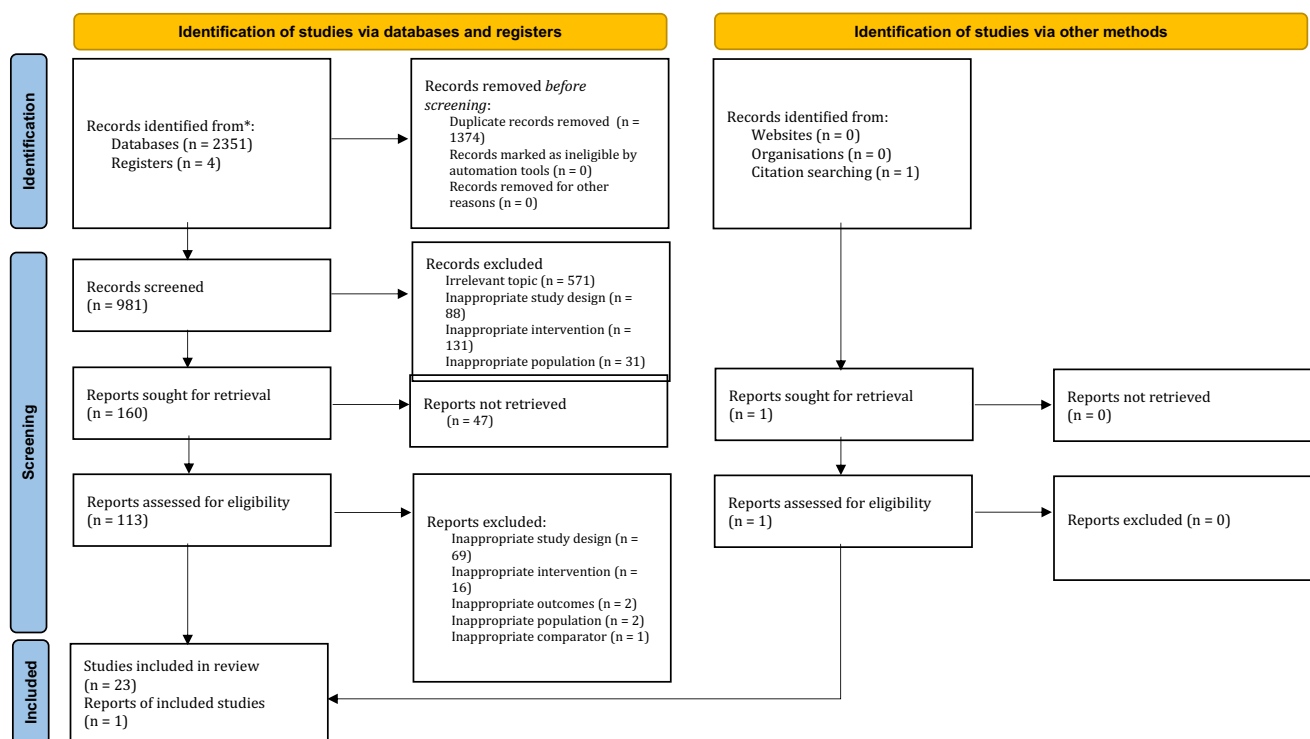 Identification of studies via databases and registers
Identification of studies via other methods
Identification
Records identified from*:
Databases (n = 2351)
Registers (n = 4)
Records removed before
screening:
Duplicate records removed (n =
1374)
Records marked as ineligible by
automation tools (n = 0)
Records removed for other
reasons (n = 0)
Records identified from:
Websites (n = 0)
Organisations (n = 0)
Citation searching (n = 1)
Screening
Records screened
(n = 981)
Records excluded
Irrelevant topic (n = 571)
Inappropriate study design (n =
88)
Inappropriate intervention (n =
131)
Inappropriate population (n = 31)
Reports sought for retrieval
(n = 160)
Reports not retrieved
(n = 47)
Reports sought for retrieval
(n = 1)
Reports not retrieved
(n = 0)
Reports assessed for eligibility
(n = 113)
Reports excluded:
Inappropriate study design (n =
69)
Inappropriate intervention (n =
16)
Inappropriate outcomes (n = 2)
Inappropriate population (n = 2)
Inappropriate comparator (n = 1)
Reports assessed for eligibility
(n = 1)
Reports excluded (n = 0)
Included
Studies included in review
(n = 23)
Reports of included studies
(n = 1)